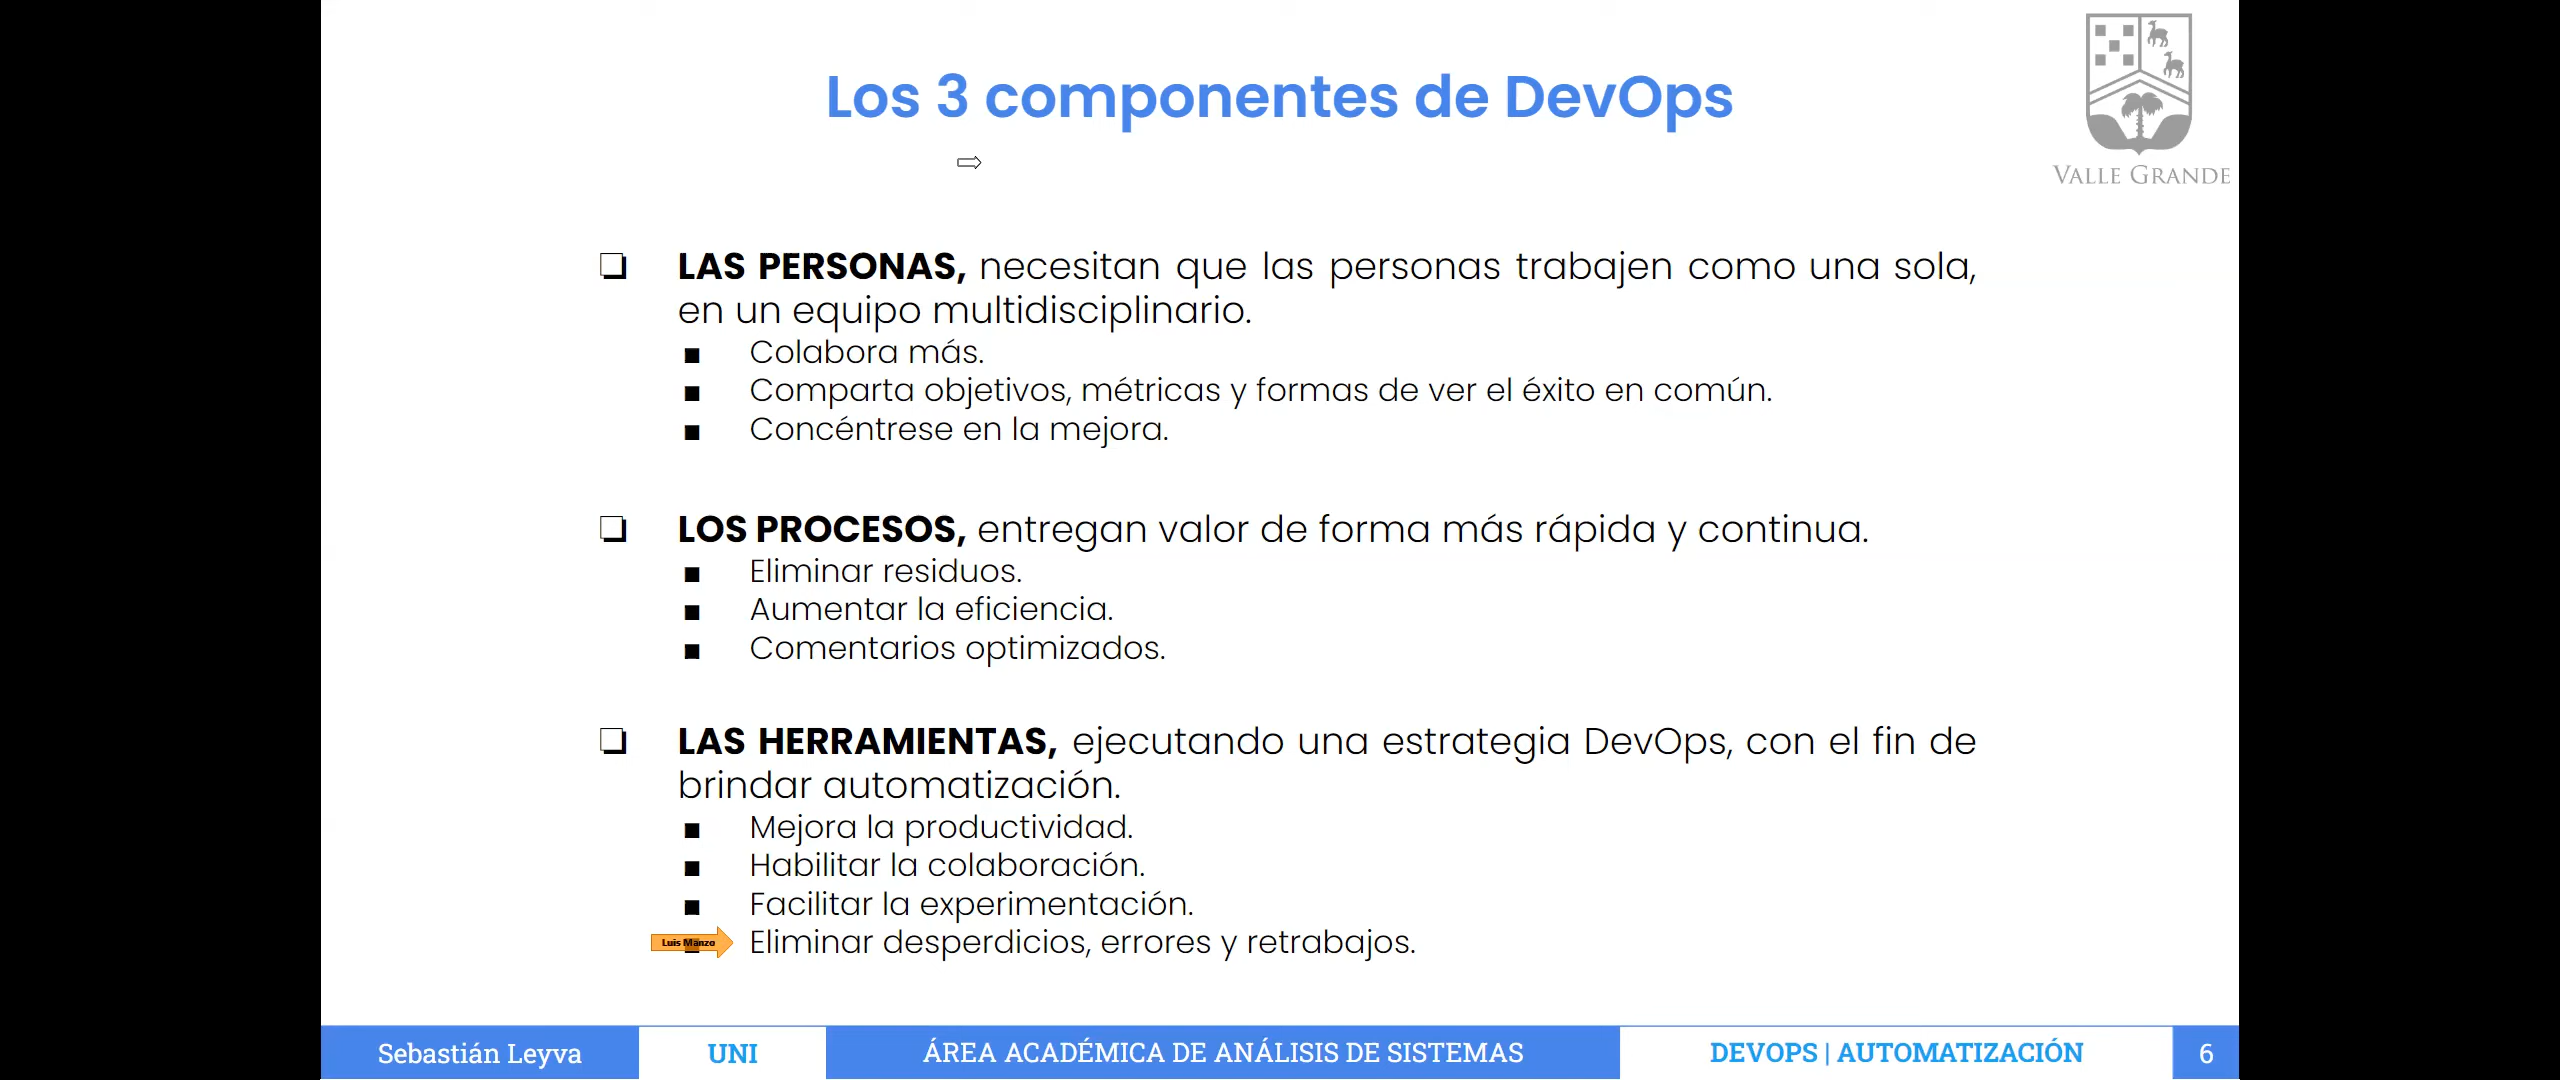 Los 3 componentes de DevOps
VALLE GRANDE
LAS PERSONAS, necesitan que las personas trabajen como una sola,
en un equipo multidisciplinario.
Colabora más.
Comparta objetivos, métricas y formas de ver el éxito en común.
Concéntrese en la mejora.
LOS PROCESOS, entregan valor de forma más rápida y continua.
Eliminar residuos.
Aumentar la eficiencia.
Comentarios optimizados.
LAS HERRAMIENTAS, ejecutando una estrategia DevOps, con el fin de
brindar automatización.
Mejora la productividad.
Habilitar la colaboración.
Facilitar la experimentación.
Luis Manzo
Eliminar desperdicios, errores y retrabajos.
Sebastián Leyva
UNI
ÁREA ACADÉMICA DE ANÁLISIS DE SISTEMAS
DEVOPS | AUTOMATIZACIÓN
6